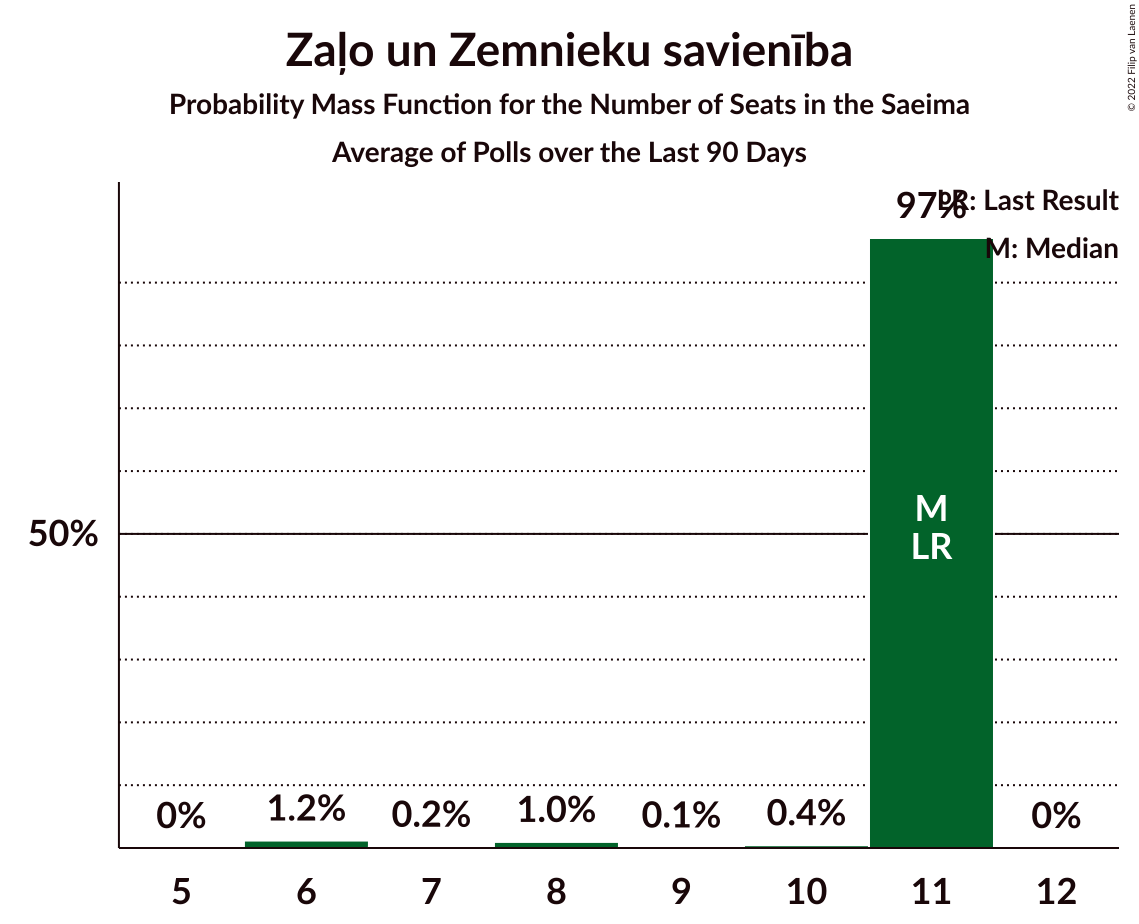 Zaļo un Zemnieku savienība
Probability Mass Function for the Number of Seats in the Saeima
Average of Polls over the Last 90 Days
© 2022 Filip van Laenen
97%
LR: Last Result
M: Median
M
LR
50%
0%
1.2%
0.2%
1.0%
0.1%
0.4%
0%
5
6
7
8
9
10
11
12